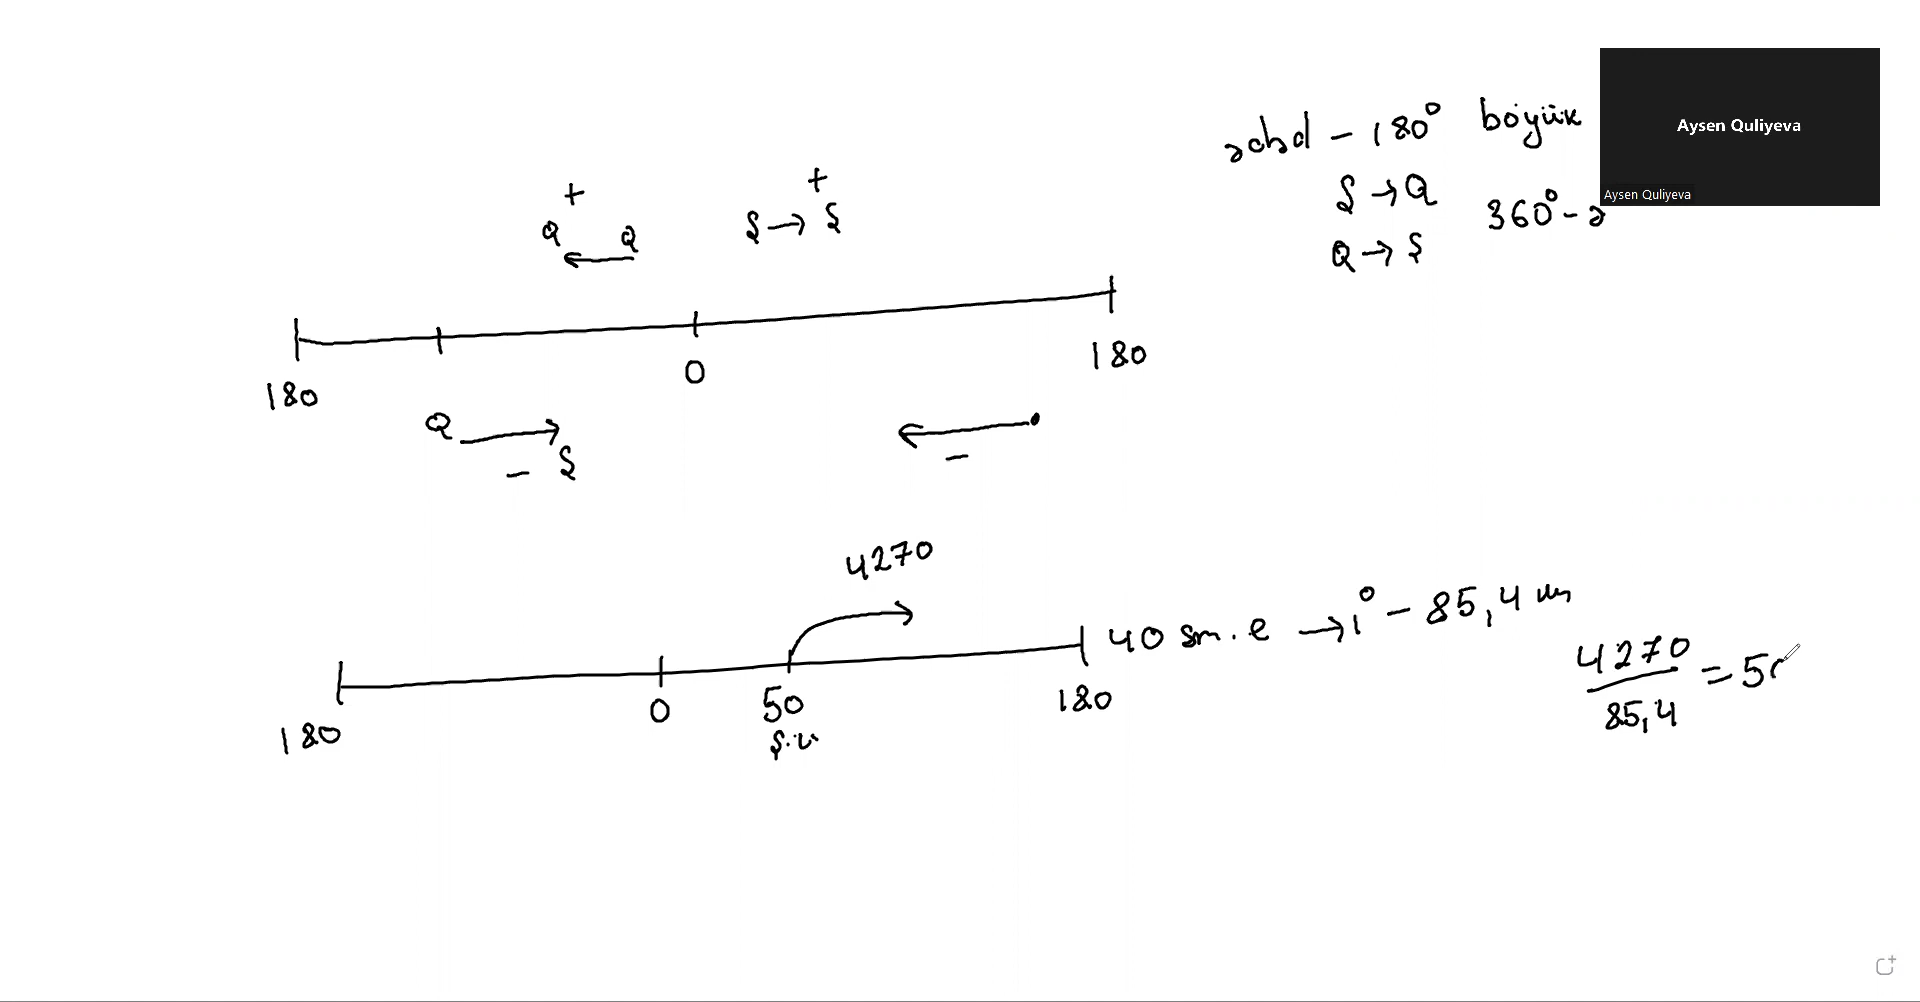 Aysen Quliyeva
Aysen Quliyeva
ədəd – 180° böyük
Ş → Q
360° - ə
Q → Ş
+
+
Q ← Q
Ş → Ş
180
0
180
Q → Ş
–
–
4270
180
0
50
ş.u
180
40 şm. e → 1° – 85,4 km
4270 / 85,4 = 50